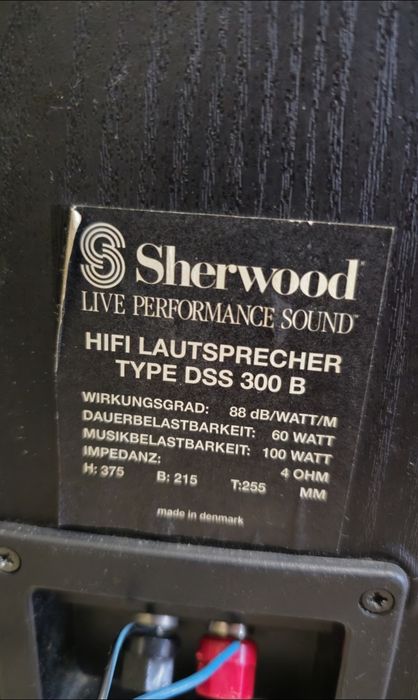 Sherwood
LIVE PERFORMANCE SOUND
HIFI LAUTSPRECHER
TYPE DSS 300 B
WIRKUNGSGRAD: 88 dB/WATT/M
DAUERBELASTBARKEIT: 60 WATT
MUSIKBELASTBARKEIT: 100 WATT
IMPEDANZ: 4 OHM
H: 375 B: 215 T:255 MM
made in denmark